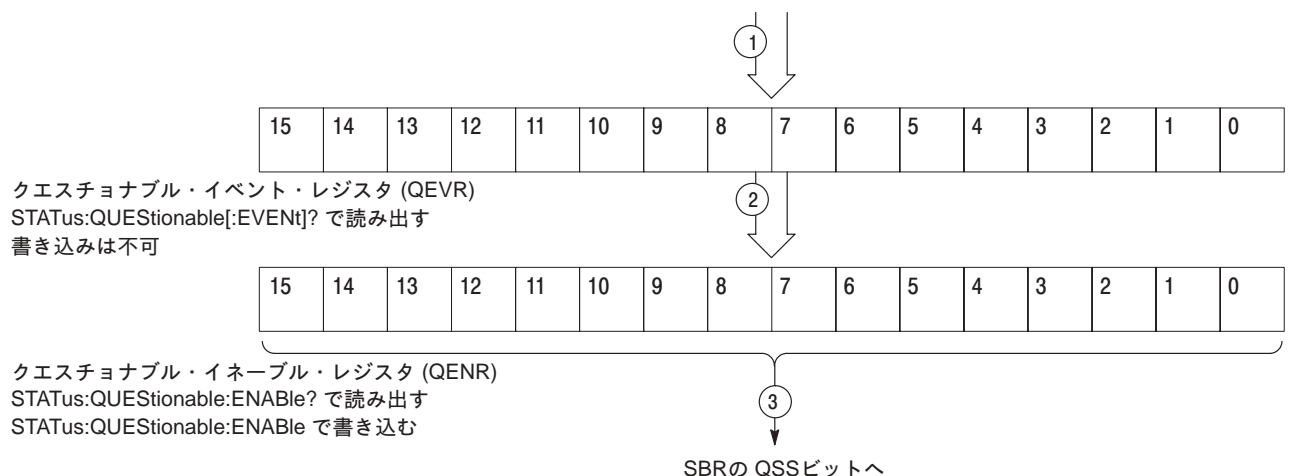 1
15 14 13 12 11 10 9 8 7 6 5 4 3 2 1 0
クエスチョナブル・イベント・レジスタ (QEVR)
STATus:QUEStionable[:EVENt]? で読み出す
書き込みは不可
2
15 14 13 12 11 10 9 8 7 6 5 4 3 2 1 0
クエスチョナブル・イネーブル・レジスタ (QENR)
STATus:QUEStionable:ENABle? で読み出す
STATus:QUEStionable:ENABle で書き込む
3
SBRの QSSビットへ